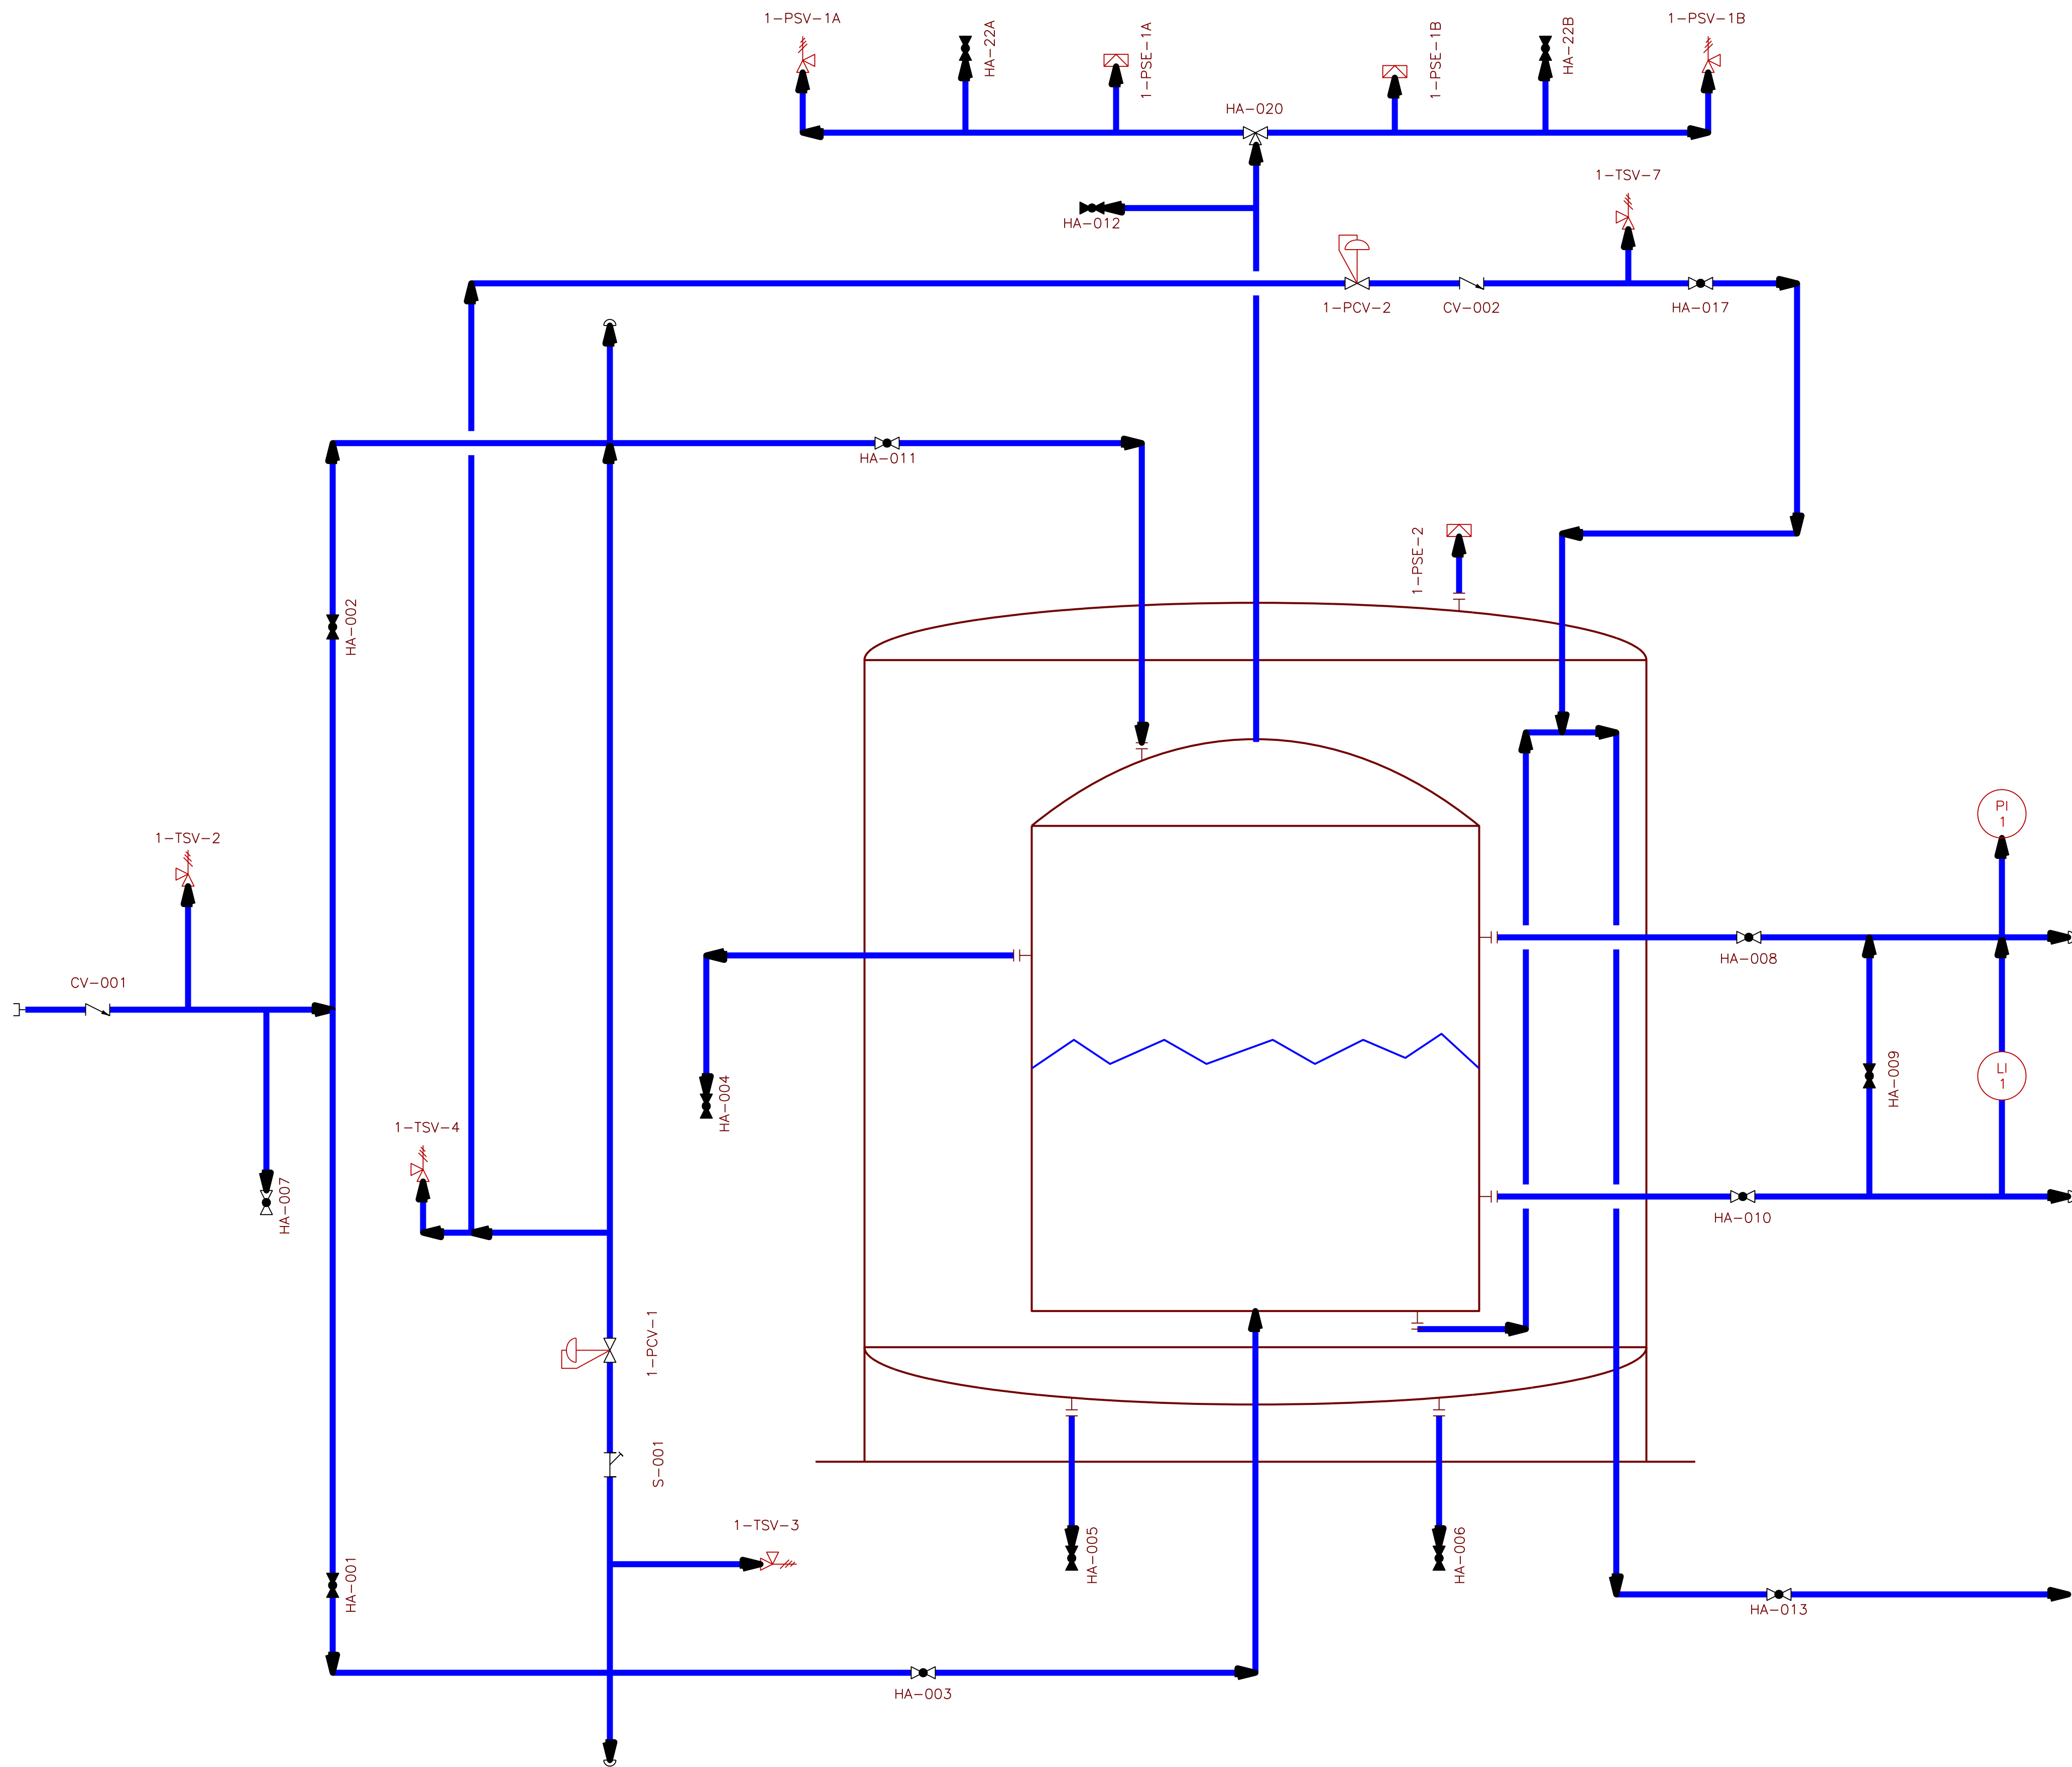 1-PSV-1A
HA-22A
1-PSE-1A
1-PSE-1B
HA-22B
1-PSV-1B
HA-020
1-TSV-7
HA-012
1-PCV-2
CV-002
HA-017
HA-011
1-PSE-2
HA-002
PI
1
1-TSV-2
HA-008
CV-001
LI
1
HA-009
HA-004
1-TSV-4
HA-007
HA-010
1-PCV-1
S-001
1-TSV-3
HA-005
HA-006
HA-001
HA-013
HA-003